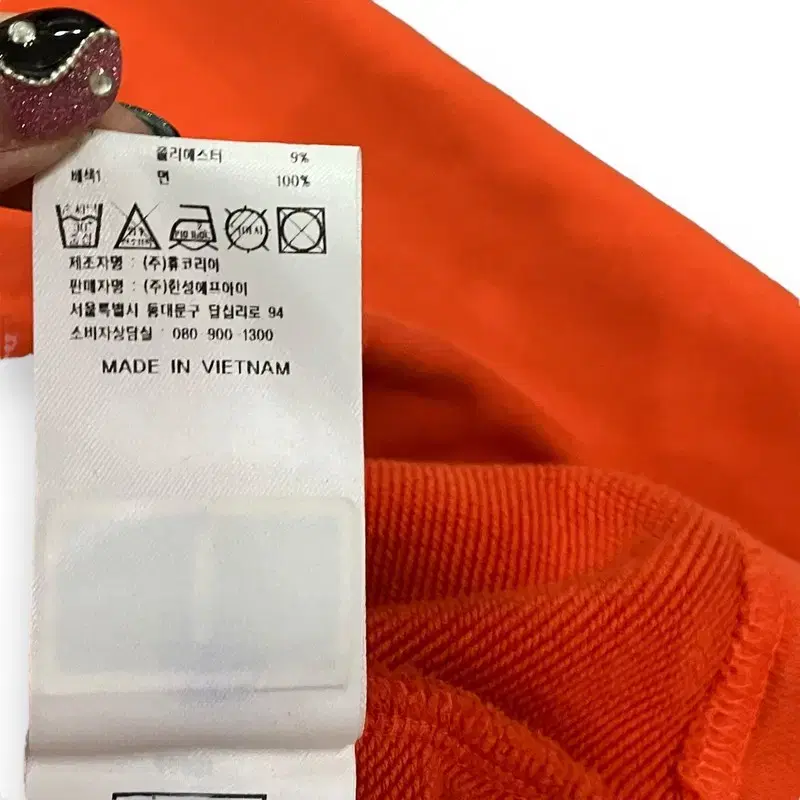 폴리에스터 9%
배색1 면 100%
30℃
제조자명 : (주)휴코리아
판매자명 : (주)한성에프아이
서울특별시 동대문구 답십리로 94
소비자상담실 : 080-900-1300
MADE IN VIETNAM